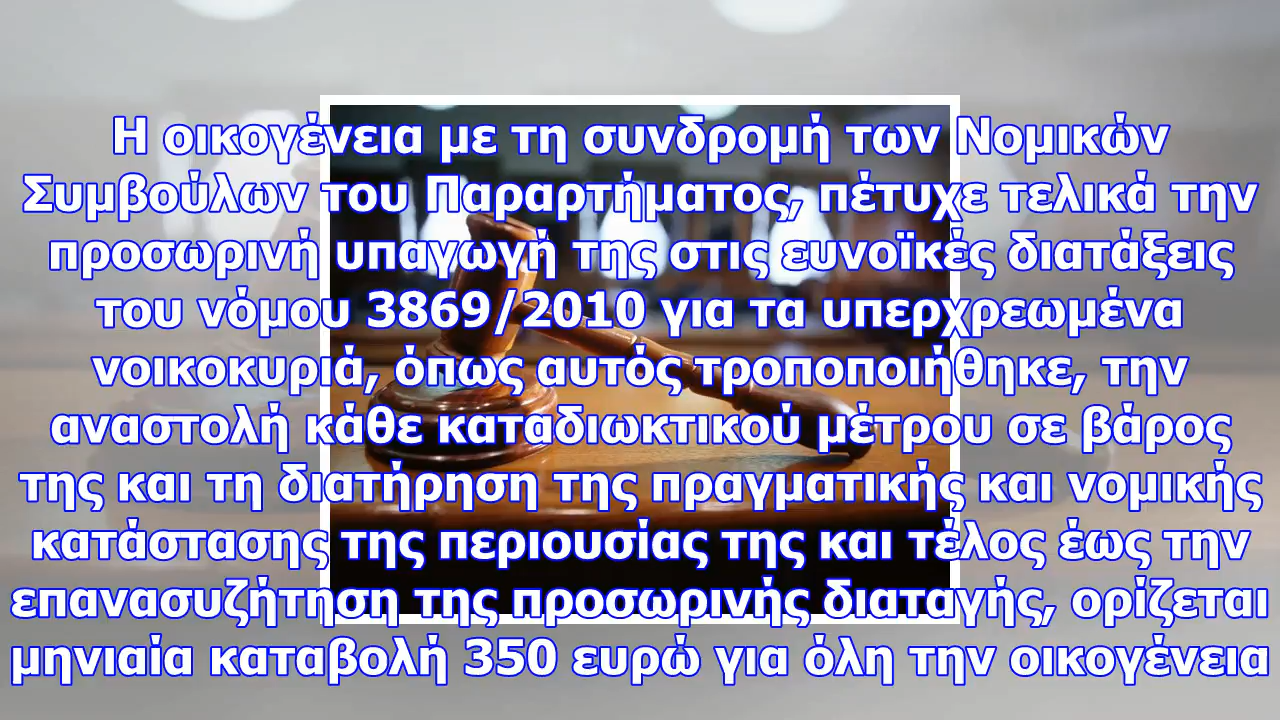 Η οικογένεια με τη συνδρομή των Νομικών
Συμβούλων του Παραρτήματος, πέτυχε τελικά την
προσωρινή υπαγωγή της στις ευνοϊκές διατάξεις
του νόμου 3869/2010 για τα υπερχρεωμένα
νοικοκυριά, όπως αυτός τροποποιήθηκε, την
αναστολή κάθε καταδιωκτικού μέτρου σε βάρος
της και τη διατήρηση της πραγματικής και νομικής
κατάστασης της περιουσίας της και τέλος έως την
επανασυζήτηση της προσωρινής διαταγής, ορίζεται
μηνιαία καταβολή 350 ευρώ για όλη την οικογένεια